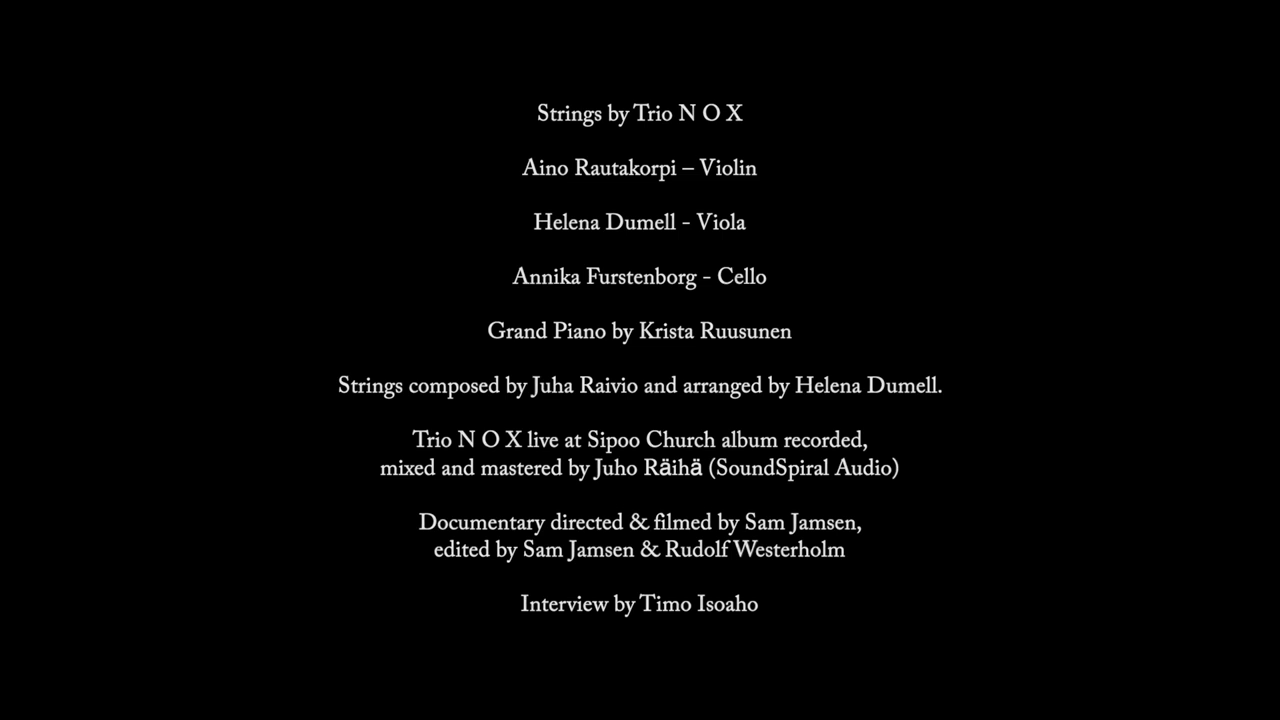 Strings by Trio N O X
Aino Rautakorpi – Violin
Helena Dumell - Viola
Annika Furstenborg - Cello
Grand Piano by Krista Ruusunen
Strings composed by Juha Raivio and arranged by Helena Dumell.
Trio N O X live at Sipoo Church album recorded,
mixed and mastered by Juho Räihä (SoundSpiral Audio)
Documentary directed & filmed by Sam Jamsen,
edited by Sam Jamsen & Rudolf Westerholm
Interview by Timo Isoaho